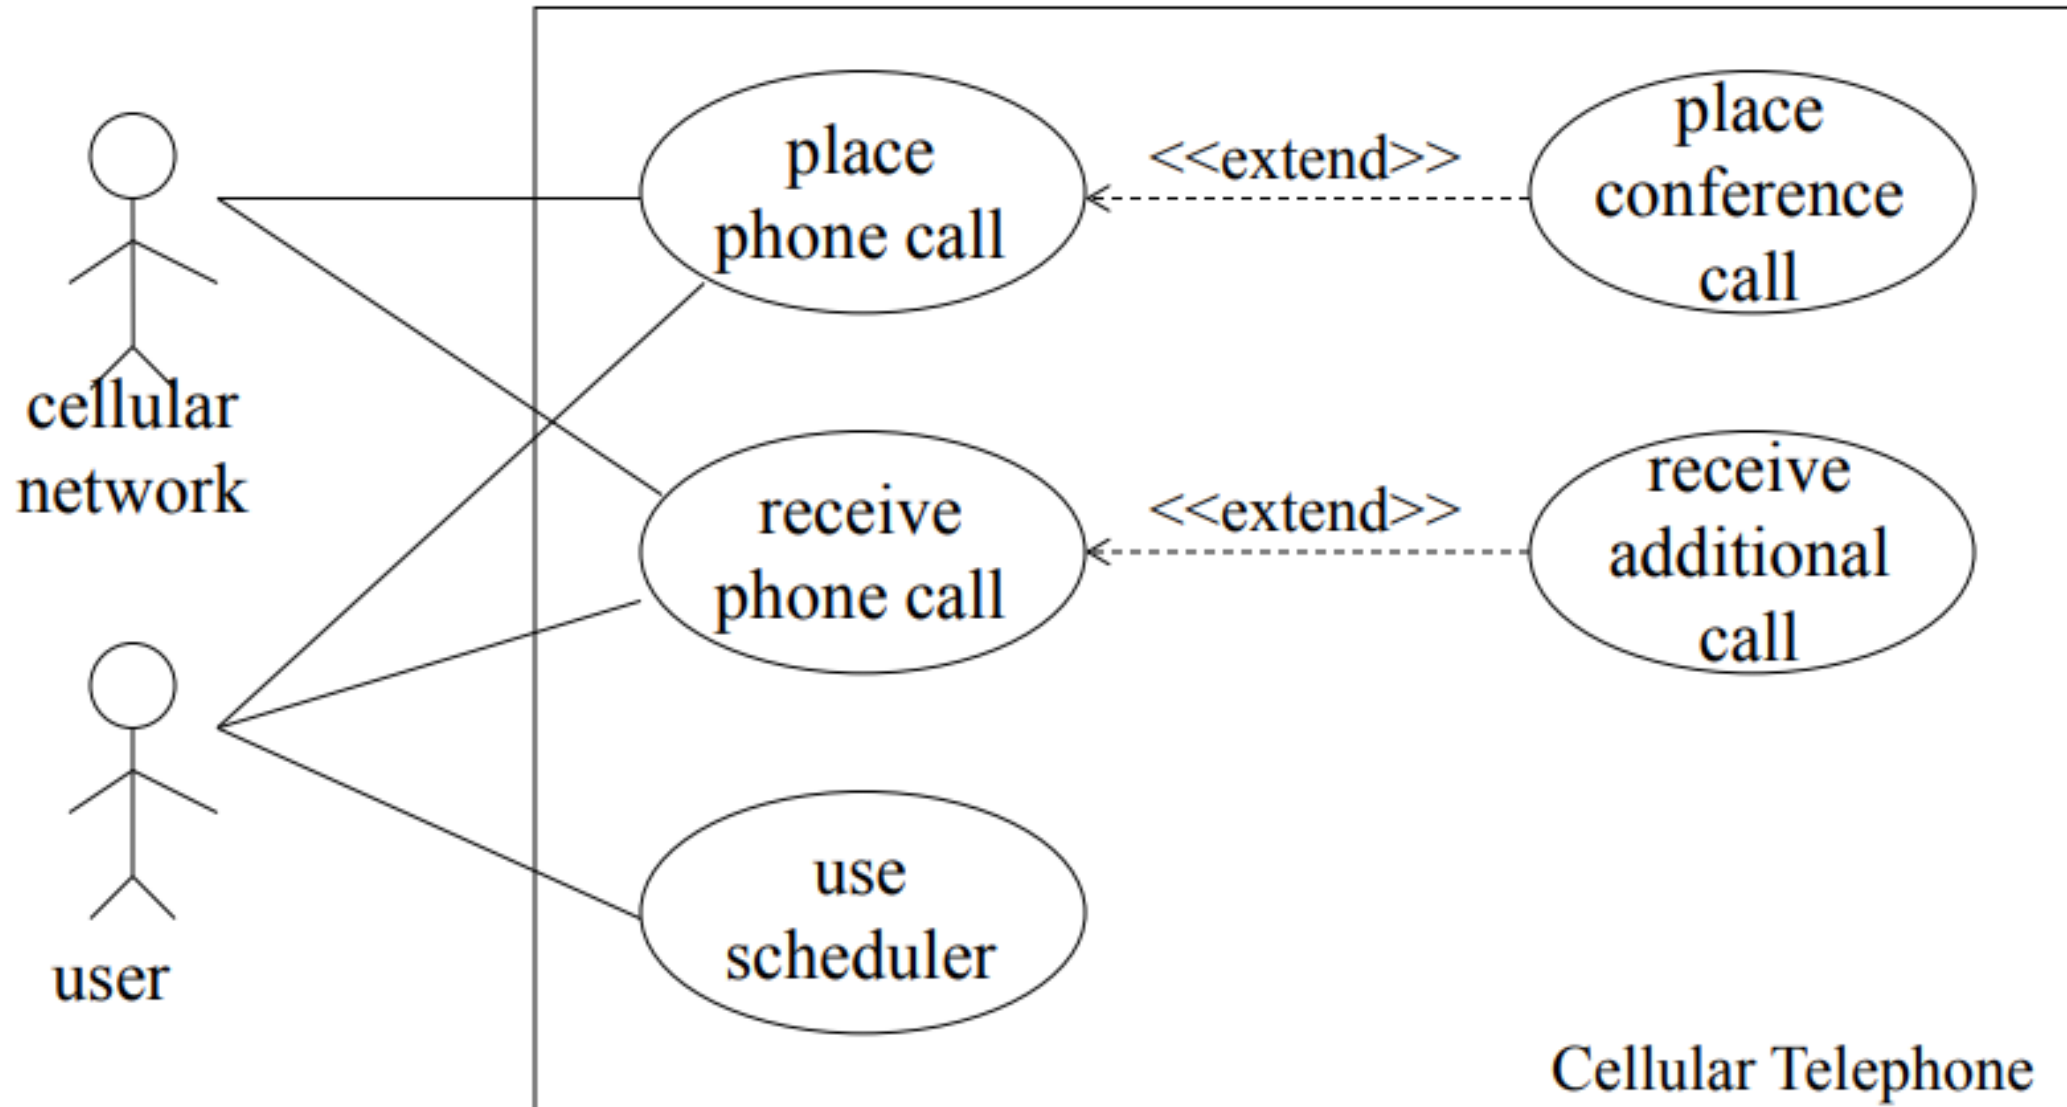 place
phone call
<<extend>>
place
conference
call
cellular
network
receive
phone call
<<extend>>
receive
additional
call
user
use
scheduler
Cellular Telephone